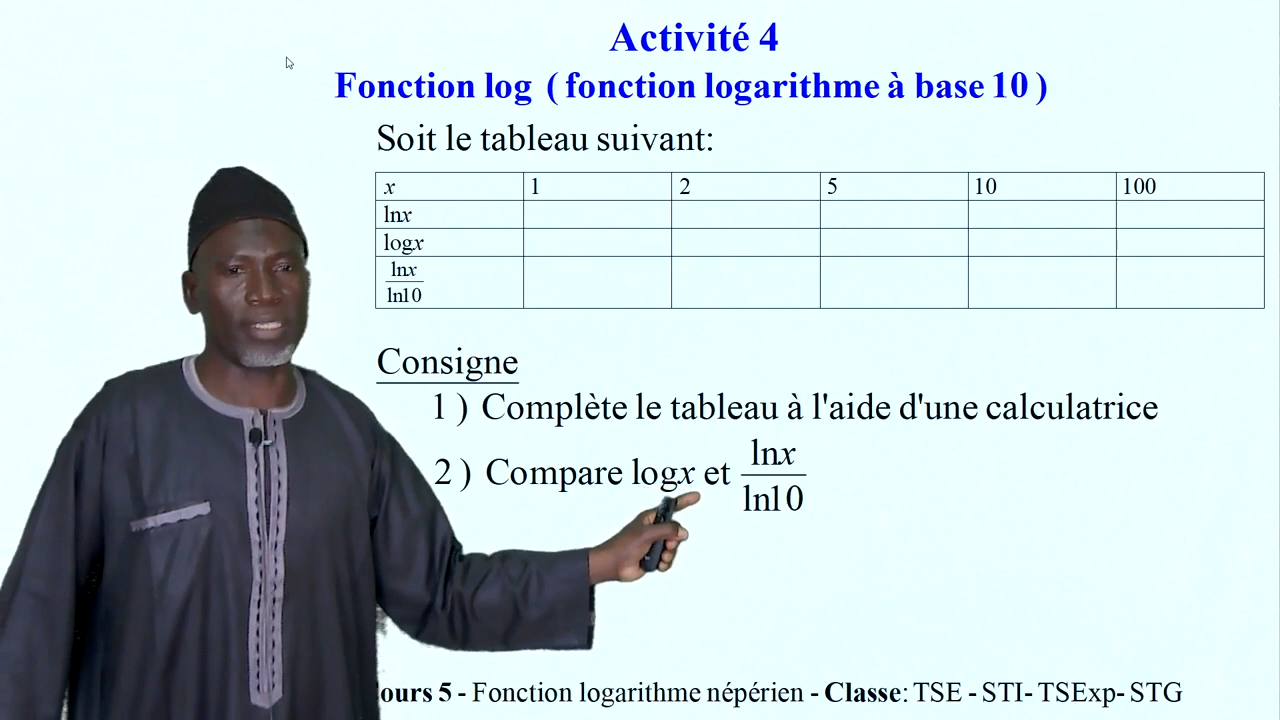 Activité 4
Fonction log ( fonction logarithme à base 10 )
Soit le tableau suivant:
x 1 2 5 10 100
lnx
logx
lnx
ln10
Consigne
1 ) Complète le tableau à l'aide d'une calculatrice
2 ) Compare logx et lnx
ln10
ours 5 - Fonction logarithme népérien - Classe: TSE - STI- TSExp- STG